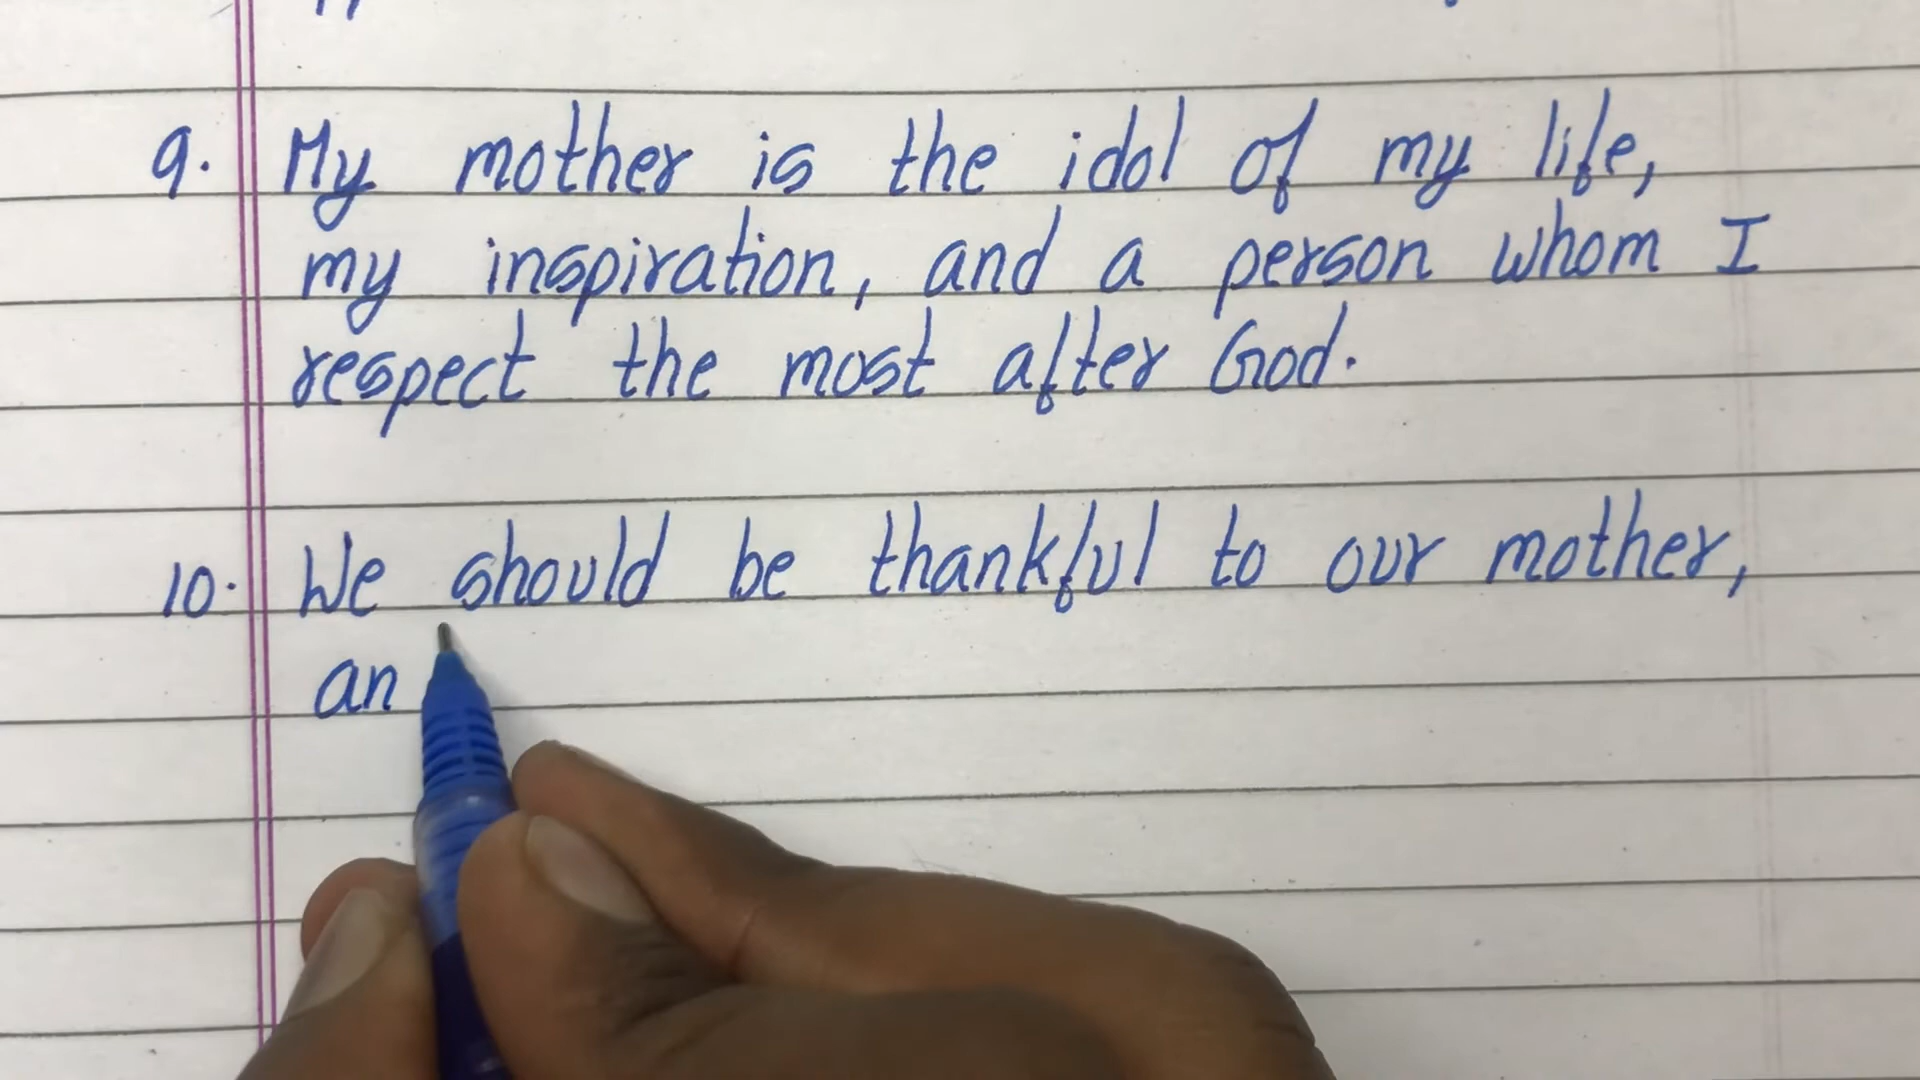 9. My mother is the idol of my life,
my inspiration, and a person whom I
respect the most after God.
10. We should be thankful to our mother,
an